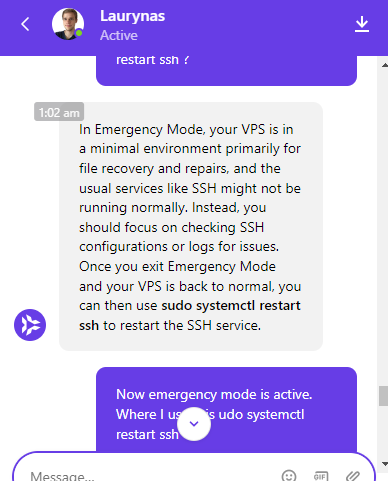 Laurynas
Active
restart ssh ?
1:02 am
In Emergency Mode, your VPS is in
a minimal environment primarily for
file recovery and repairs, and the
usual services like SSH might not be
running normally. Instead, you
should focus on checking SSH
configurations or logs for issues.
Once you exit Emergency Mode
and your VPS is back to normal, you
can then use sudo systemctl restart
ssh to restart the SSH service.
Now emergency mode is active.
Where I udo systemctl
restart ssh
Message...
GIF